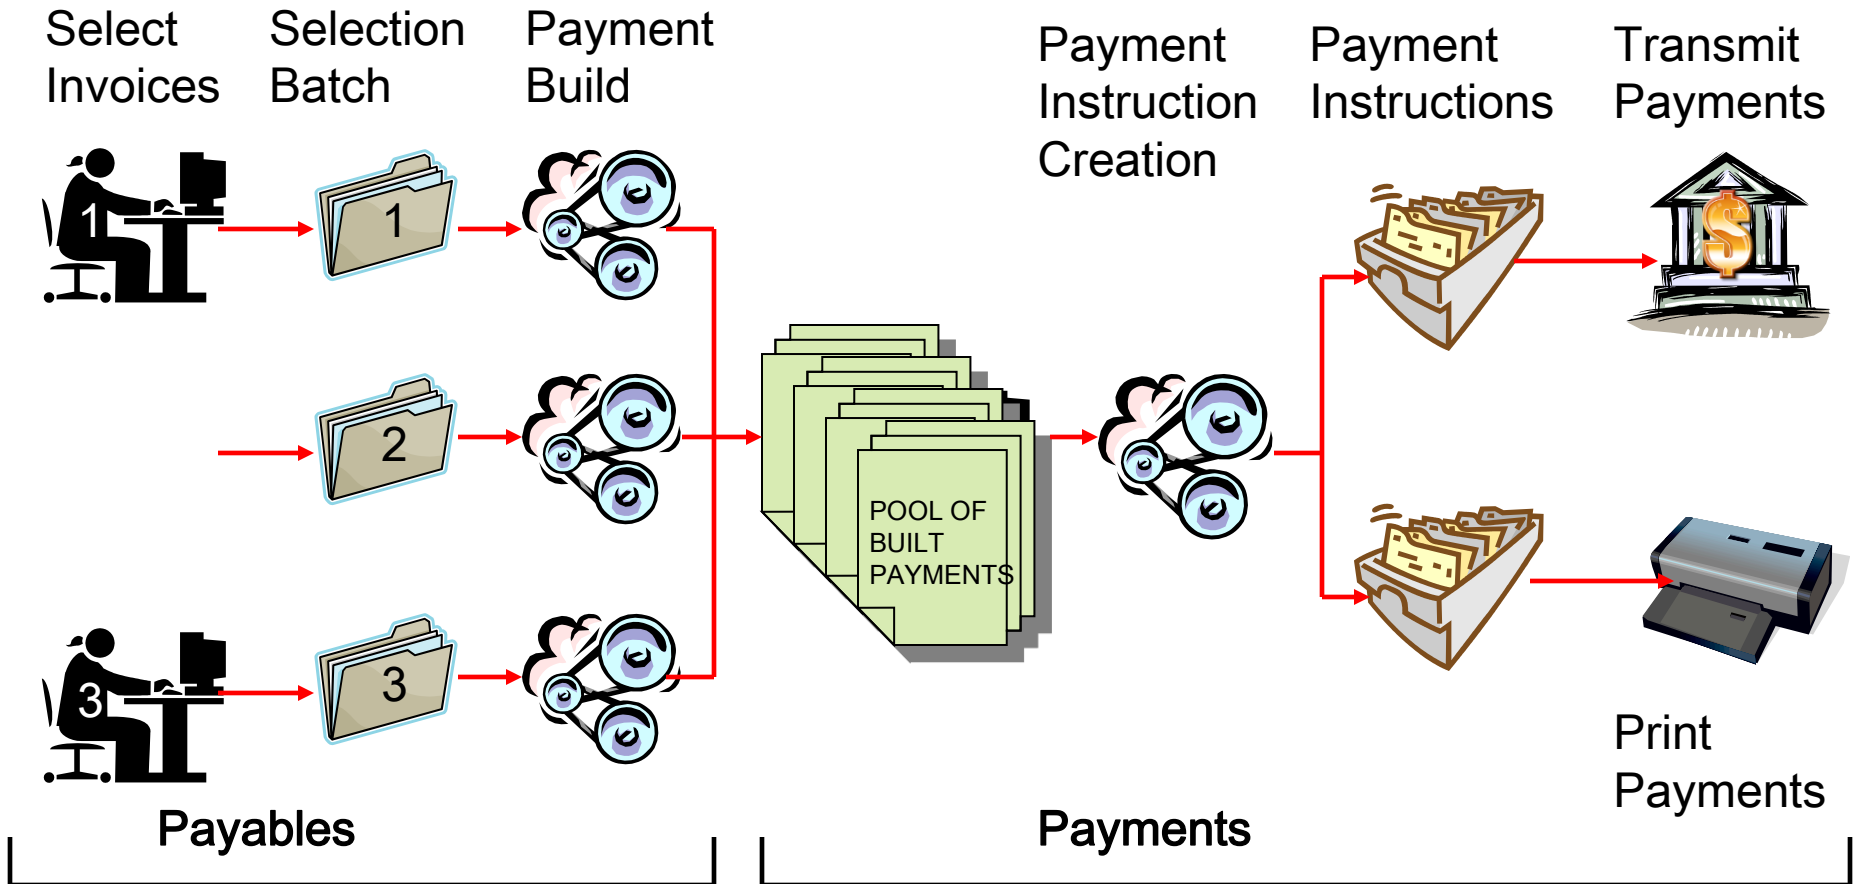 Select
Invoices
Selection
Batch
Payment
Build
Payment
Instruction
Creation
Payment
Instructions
Transmit
Payments
1
1
2
3
3
POOL OF
BUILT
PAYMENTS
$
Print
Payments
Payables
Payments